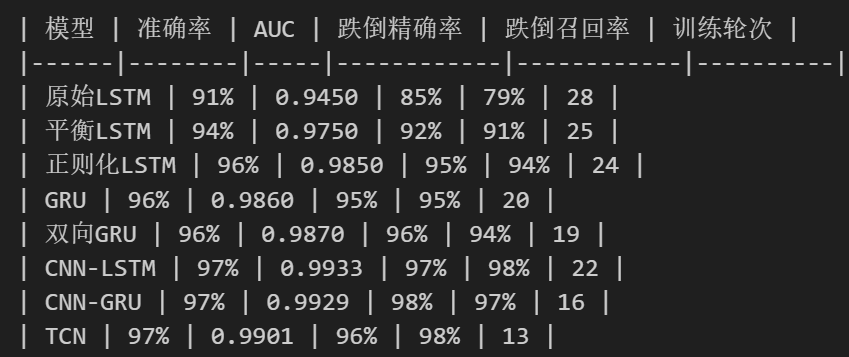 | 模型 | 准确率 | AUC | 跌倒精确率 | 跌倒召回率 | 训练轮次 |
|------|--------|-----|------------|------------|----------|
| 原始LSTM | 91% | 0.9450 | 85% | 79% | 28 |
| 平衡LSTM | 94% | 0.9750 | 92% | 91% | 25 |
| 正则化LSTM | 96% | 0.9850 | 95% | 94% | 24 |
| GRU | 96% | 0.9860 | 95% | 95% | 20 |
| 双向GRU | 96% | 0.9870 | 96% | 94% | 19 |
| CNN-LSTM | 97% | 0.9933 | 97% | 98% | 22 |
| CNN-GRU | 97% | 0.9929 | 98% | 97% | 16 |
| TCN | 97% | 0.9901 | 96% | 98% | 13 |